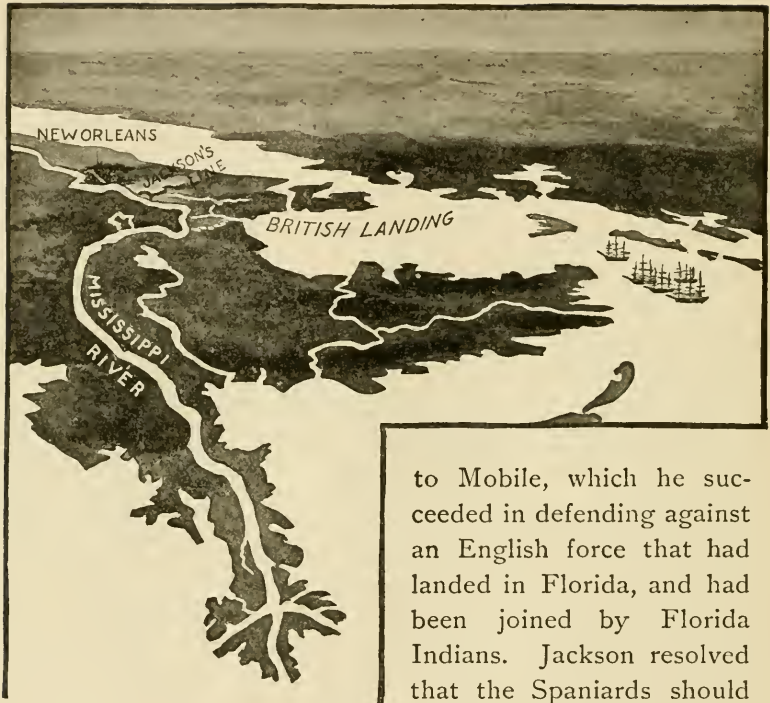 NEW ORLEANS
JACKSON'S
LINE
BRITISH LANDING
MISSISSIPPI
RIVER
to Mobile, which he suc-
ceeded in defending against
an English force that had
landed in Florida, and had
been joined by Florida
Indians. Jackson resolved
that the Spaniards should